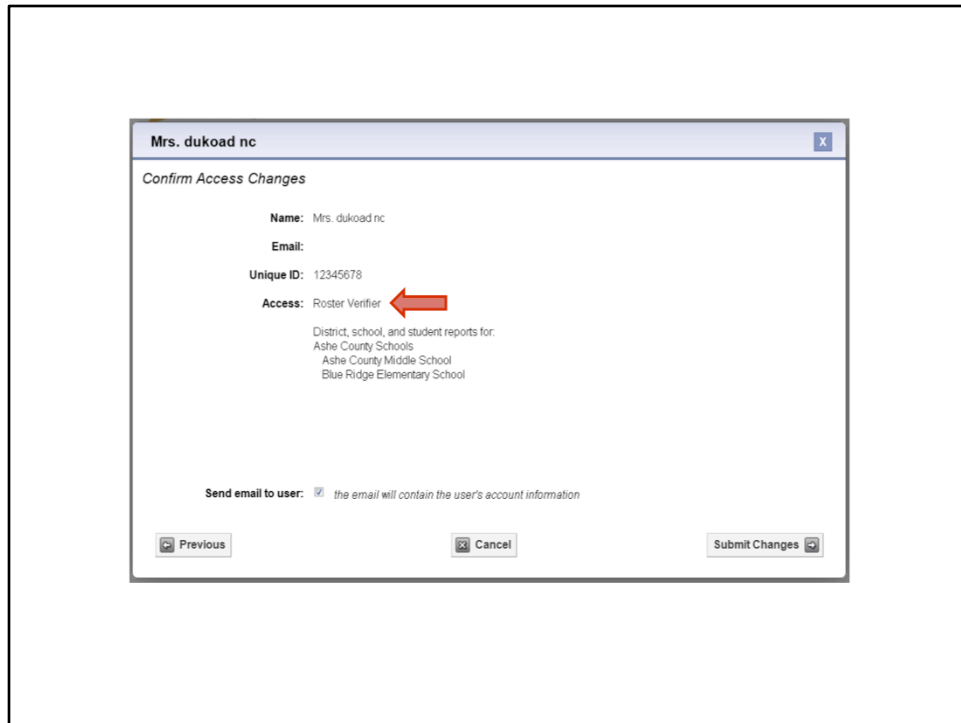 Mrs. dukoad nc
X
Confirm Access Changes
Name: Mrs. dukoad nc
Email:
Unique ID: 12345678
Access: Roster Verifier
District, school, and student reports for:
Ashe County Schools
Ashe County Middle School
Blue Ridge Elementary School
Send email to user: the email will contain the user's account information
Previous Cancel Submit Changes